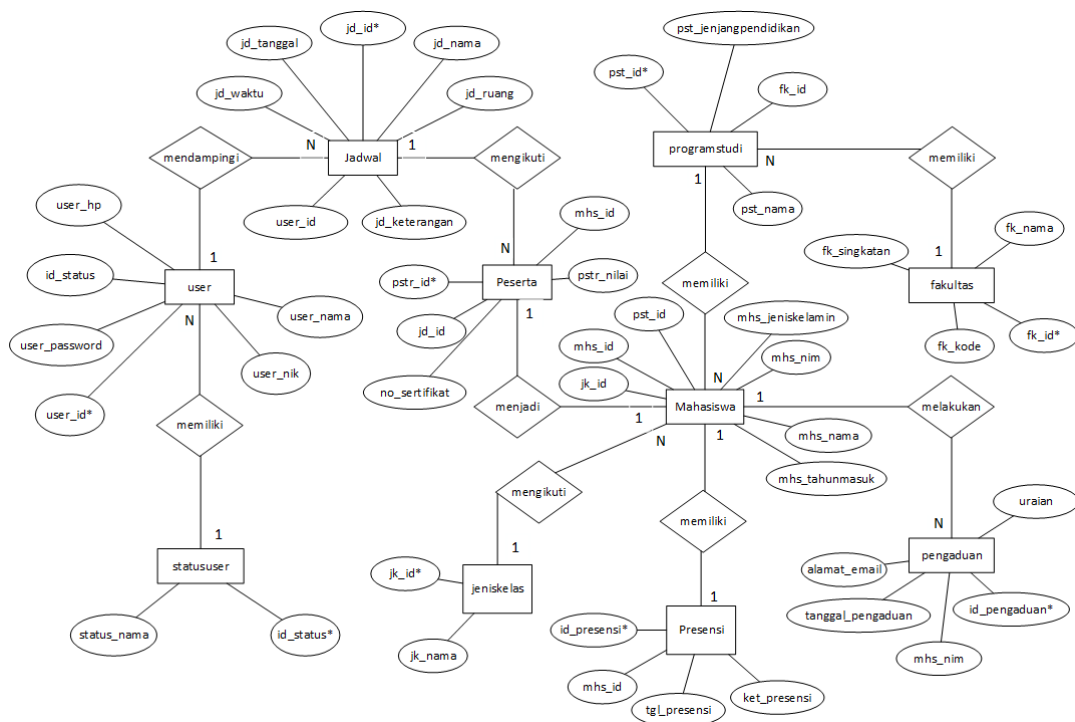 pst_jenjangpendidikan
jd_id*
jd_tanggal
jd_nama
pst_id*
fk_id
jd_waktu
jd_ruang
N
1
mendampingi
Jadwal
mengikuti
programstudi
N
memiliki
1
user_hp
user_id
jd_keterangan
mhs_id
pst_nama
fk_nama
fk_singkatan
1
N
1
id_status
user
pstr_id*
Peserta
pstr_nilai
memiliki
fakultas
N
1
user_nama
pst_id
mhs_jeniskelamin
user_password
jd_id
mhs_id
mhs_nim
fk_kode
fk_id*
user_nik
no_sertifikat
jk_id
N
user_id*
menjadi
Mahasiswa
1
melakukan
memiliki
1
N
1
mhs_nama
mhs_tahunmasuk
mengikuti
memiliki
uraian
1
1
N
statususer
jk_id*
jeniskelas
pengaduan
alamat_email
1
status_nama
id_status*
id_presensi*
Presensi
tanggal_pengaduan
id_pengaduan*
jk_nama
mhs_nim
mhs_id
ket_presensi
tgl_presensi